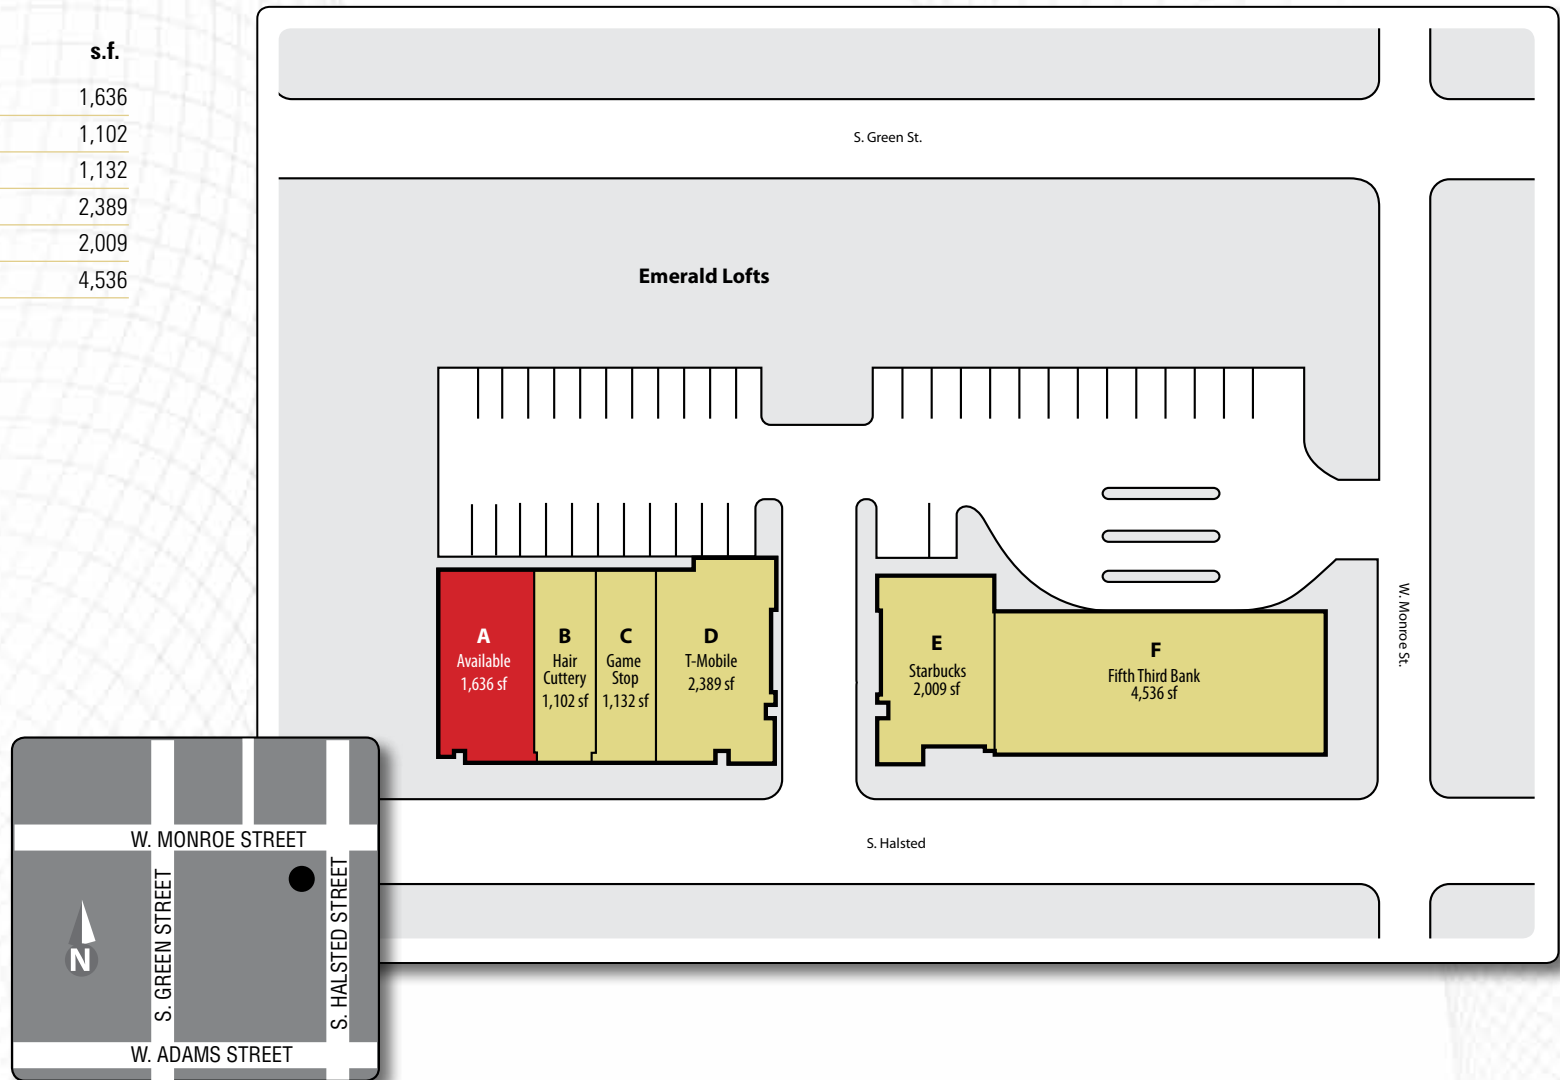 s.f.
1,636
1,102
1,132
2,389
2,009
4,536
S. Green St.
Emerald Lofts
A
Available
1,636 sf
B
Hair
Cuttery
1,102 sf
C
Game
Stop
1,132 sf
D
T-Mobile
2,389 sf
E
Starbucks
2,009 sf
F
Fifth Third Bank
4,536 sf
W. Monroe St.
S. Halsted
W. MONROE STREET
S. GREEN STREET
S. HALSTED STREET
N
W. ADAMS STREET